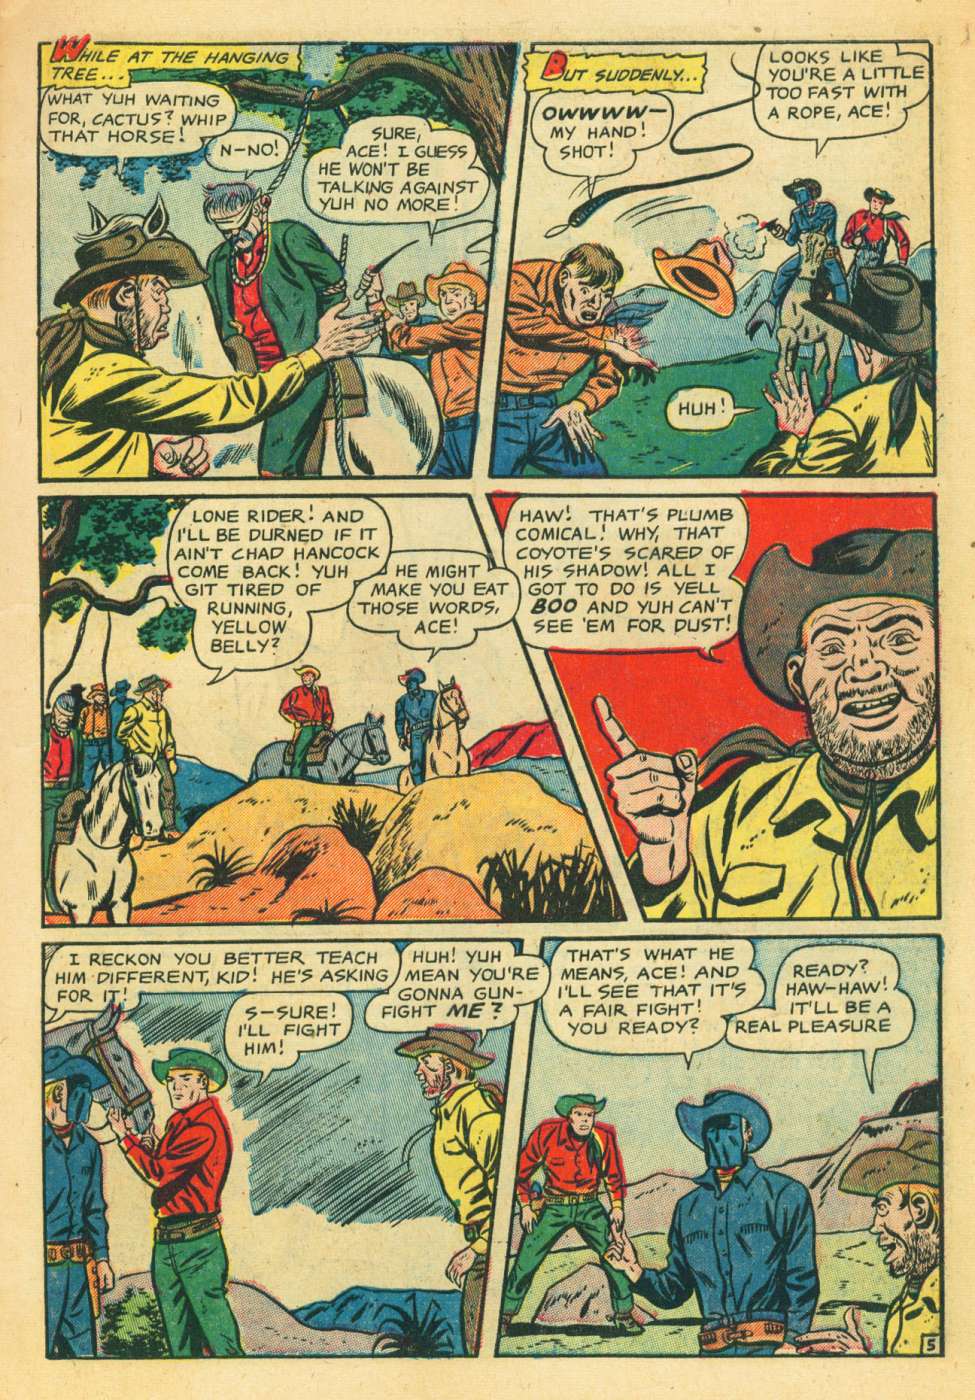 WHILE AT THE HANGING
TREE...
WHAT YUH WAITING
FOR, CACTUS? WHIP
THAT HORSE!
N-NO!
SURE,
ACE! I GUESS
HE WON'T BE
TALKING AGAINST
YUH NO MORE!
BUT SUDDENLY...
OWWWW-
MY HAND!
SHOT!
LOOKS LIKE
YOU'RE A LITTLE
TOO FAST WITH
A ROPE, ACE!
HUH!
LONE RIDER! AND
I'LL BE DURNED IF IT
AIN'T CHAD HANCOCK
COME BACK! YUH
GIT TIRED OF
RUNNING,
YELLOW
BELLY?
HE MIGHT
MAKE YOU EAT
THOSE WORDS,
ACE!
HAW! THAT'S PLUMB
COMICAL! WHY, THAT
COYOTE'S SCARED OF
HIS SHADOW! ALL I
GOT TO DO IS YELL
BOO AND YUH CAN'T
SEE 'EM FOR DUST!
I RECKON YOU BETTER TEACH
HIM DIFFERENT, KID! HE'S ASKING
FOR IT!
S-SURE!
I'LL FIGHT
HIM!
HUH! YUH
MEAN YOU'RE
GONNA GUN-
FIGHT ME?
THAT'S WHAT HE
MEANS, ACE! AND
I'LL SEE THAT IT'S
A FAIR FIGHT!
YOU READY?
READY?
HAW-HAW!
IT'LL BE A
REAL PLEASURE
5